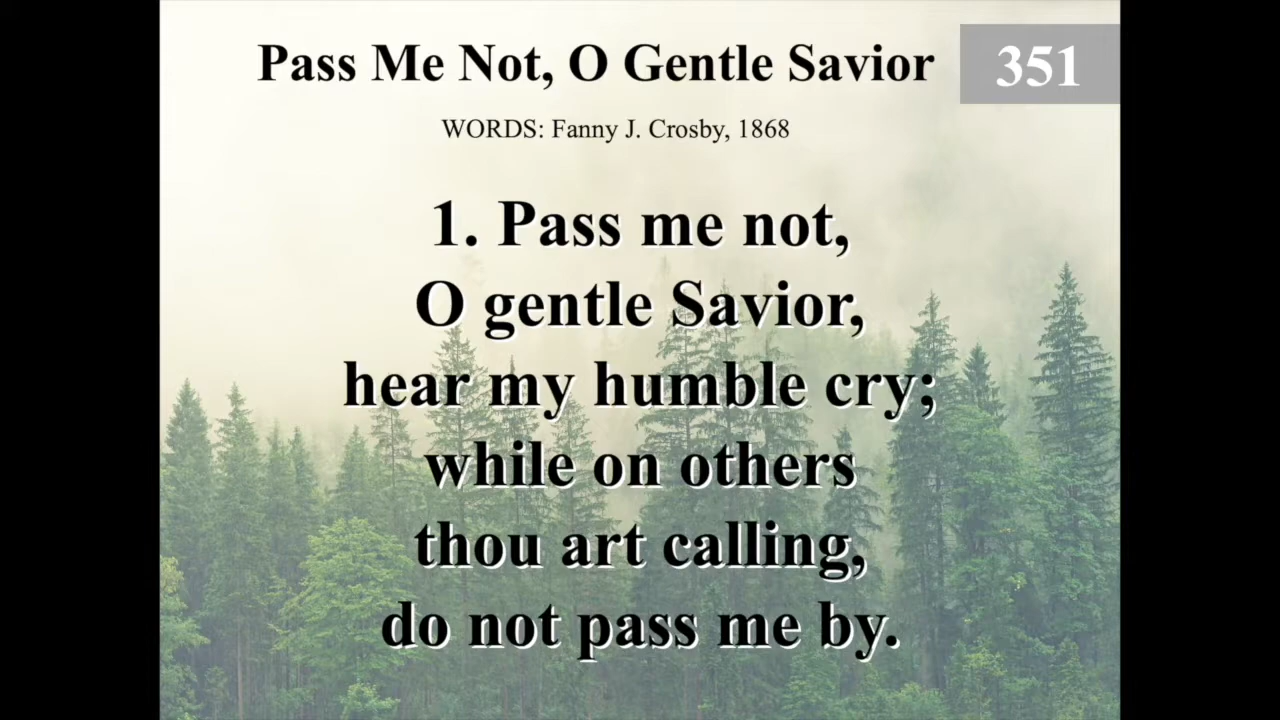 Pass Me Not, O Gentle Savior
351
WORDS: Fanny J. Crosby, 1868
1. Pass me not,
O gentle Savior,
hear my humble cry;
while on others
thou art calling,
do not pass me by.